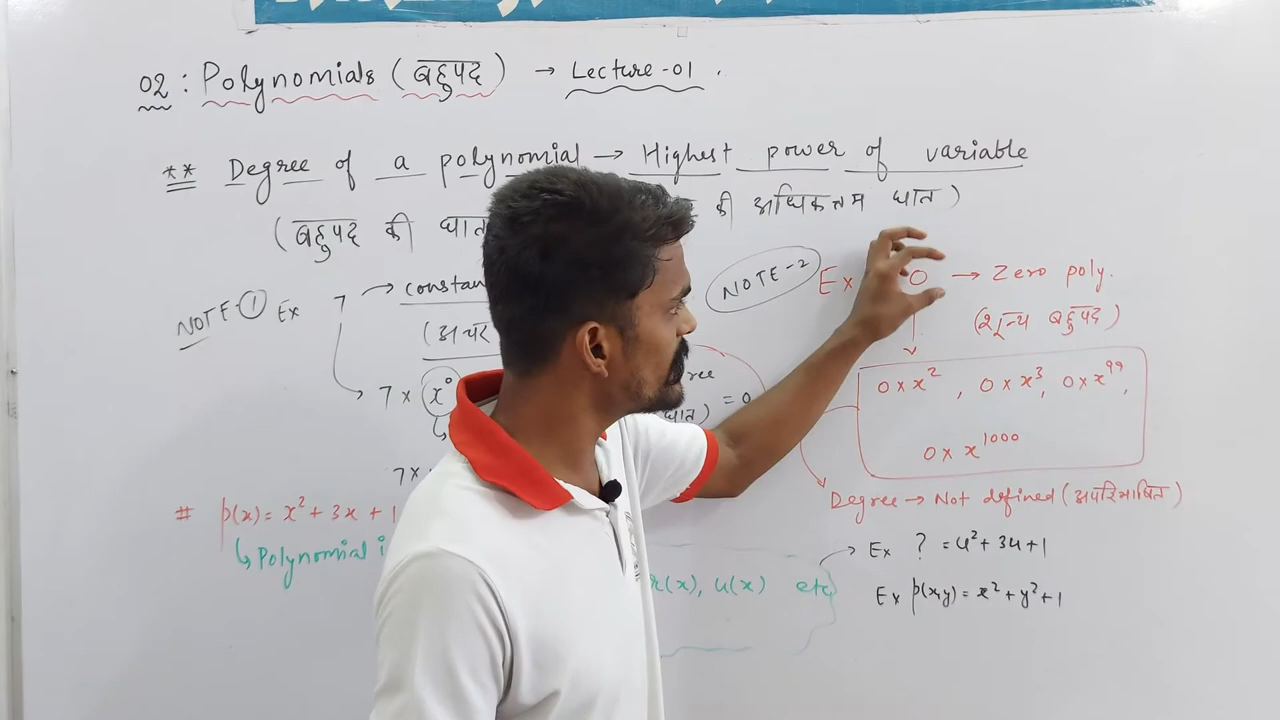 02 : Polynomials ( बहुपद ) → Lecture-01 .
** Degree of a polynomial → Highest power of variable
( बहुपद की घात की अधिकतम घात )
NOTE-① Ex 7 → constant
( अचर
7 × x⁰
= 0
7 ×
NOTE-2 Ex 0 → Zero poly.
( शून्य बहुपद )
0 × x² , 0 × x³, 0 × x⁹⁹,
0 × x¹⁰⁰⁰
Degree → Not defined ( अपरिभाषित )
# p(x) = x² + 3x + 1
↳ Polynomial i
r(x), u(x) etc
→ Ex ? = u² + 3u + 1
Ex p(x,y) = x² + y² + 1